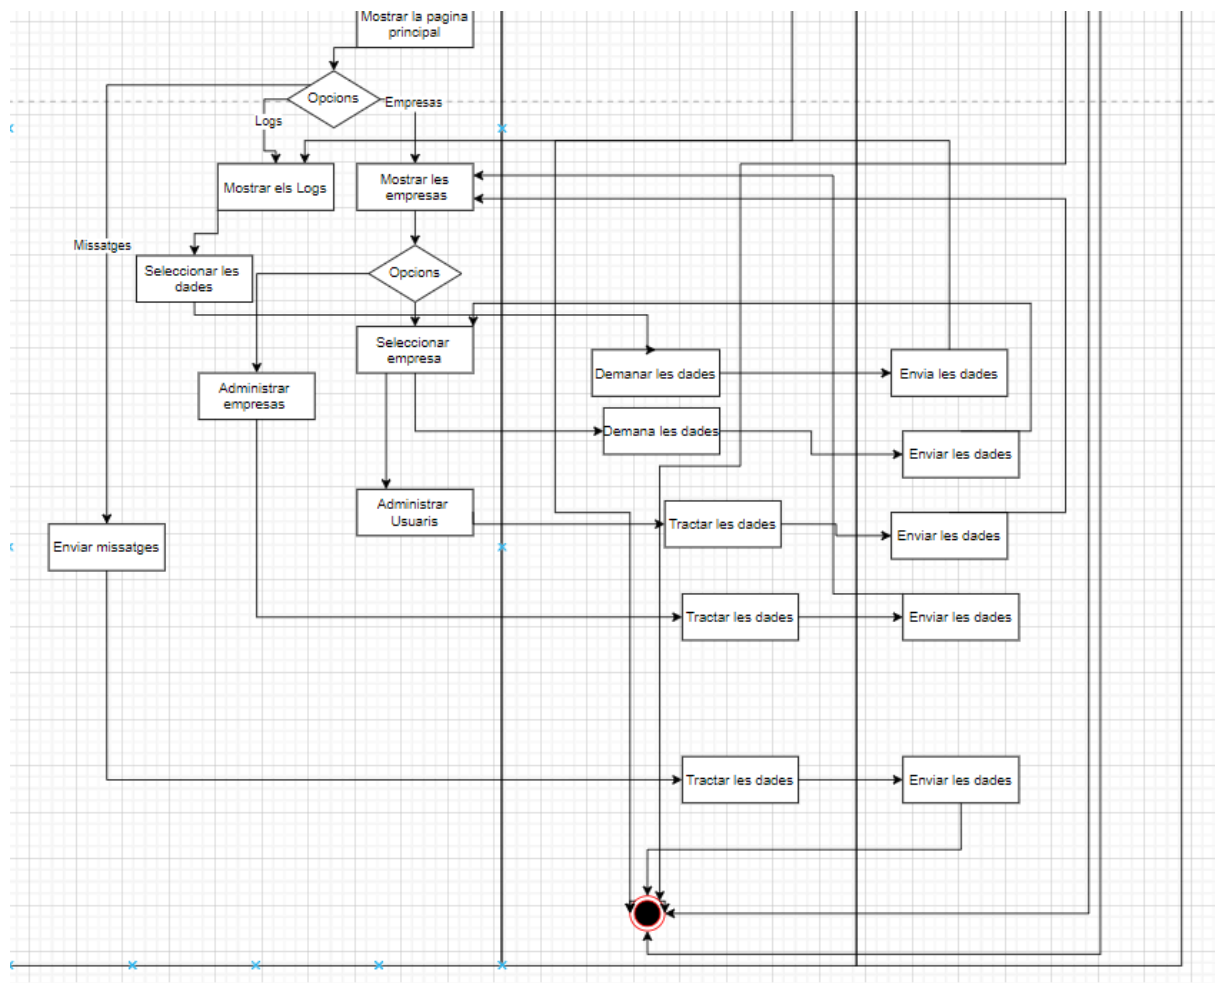 Mostrar la pagina
principal
Opcions
Empresas
Logs
Mostrar els Logs
Mostrar les
empresas
Missatges
Seleccionar les
dades
Opcions
Seleccionar
empresa
Demanar les dades
Envia les dades
Administrar
empresas
Demana les dades
Enviar les dades
Administrar
Usuaris
Tractar les dades
Enviar les dades
Enviar missatges
Tractar les dades
Enviar les dades
Tractar les dades
Enviar les dades